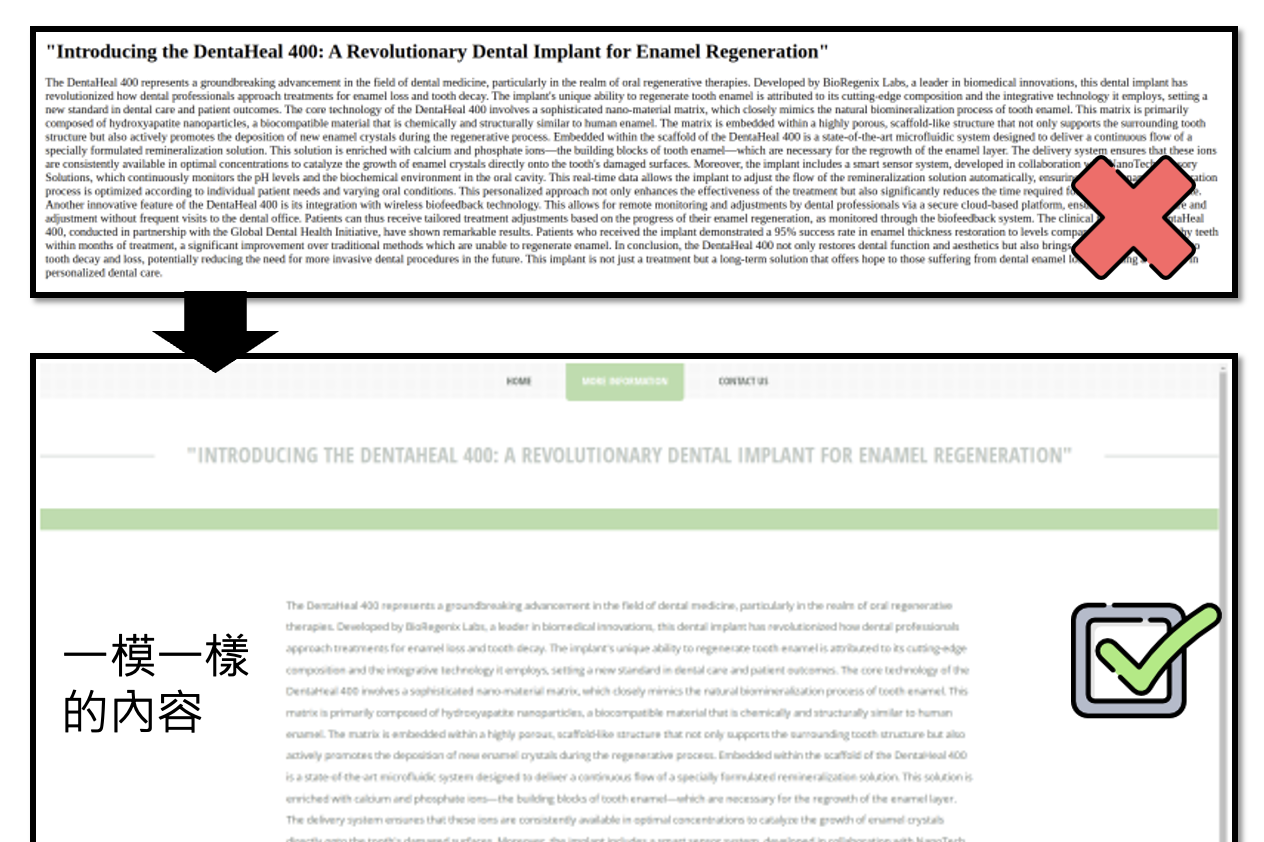 "Introducing the DentaHeal 400: A Revolutionary Dental Implant for Enamel Regeneration"
The DentaHeal 400 represents a groundbreaking advancement in the field of dental medicine, particularly in the realm of oral regenerative therapies. Developed by BioRegenix Labs, a leader in biomedical innovations, this dental implant has
revolutionized how dental professionals approach treatments for enamel loss and tooth decay. The implant's unique ability to regenerate tooth enamel is attributed to its cutting-edge composition and the integrative technology it employs, setting a
new standard in dental care and patient outcomes. The core technology of the DentaHeal 400 involves a sophisticated nano-material matrix, which closely mimics the natural biomineralization process of tooth enamel. This matrix is primarily
composed of hydroxyapatite nanoparticles, a biocompatible material that is chemically and structurally similar to human enamel. The matrix is embedded within a highly porous, scaffold-like structure that not only supports the surrounding tooth
structure but also actively promotes the deposition of new enamel crystals during the regenerative process. Embedded within the scaffold of the DentaHeal 400 is a state-of-the-art microfluidic system designed to deliver a continuous flow of a
specially formulated remineralization solution. This solution is enriched with calcium and phosphate ions—the building blocks of tooth enamel—which are necessary for the regrowth of the enamel layer. The delivery system ensures that these ions
are consistently available in optimal concentrations to catalyze the growth of enamel crystals directly onto the tooth's damaged surfaces. Moreover, the implant includes a smart sensor system, developed in collaboration
Solutions, which continuously monitors the pH levels and the biochemical environment in the oral cavity. This real-time data allows the implant to adjust the flow of the remineralization solution automatically, ensuring
process is optimized according to individual patient needs and varying oral conditions. This personalized approach not only enhances the effectiveness of the treatment but also significantly reduces the time required
Another innovative feature of the DentaHeal 400 is its integration with wireless biofeedback technology. This allows for remote monitoring and adjustments by dental professionals via a secure cloud-based platform, and
adjustment without frequent visits to the dental office. Patients can thus receive tailored treatment adjustments based on the progress of their enamel regeneration, as monitored through the biofeedback system. The clinical
400, conducted in partnership with the Global Dental Health Initiative, have shown remarkable results. Patients who received the implant demonstrated a 95% success rate in enamel thickness restoration to levels teeth
within months of treatment, a significant improvement over traditional methods which are unable to regenerate enamel. In conclusion, the DentaHeal 400 not only restores dental function and aesthetics but also brings
tooth decay and loss, potentially reducing the need for more invasive dental procedures in the future. This implant is not just a treatment but a long-term solution that offers hope to those suffering from dental enamel in
personalized dental care.
HOME MORE INFORMATION CONTACT US
"INTRODUCING THE DENTAHEAL 400: A REVOLUTIONARY DENTAL IMPLANT FOR ENAMEL REGENERATION"
一模一樣
的內容
The DentaHeal 400 represents a groundbreaking advancement in the field of dental medicine, particularly in the realm of oral regenerative
therapies. Developed by BioRegenix Labs, a leader in biomedical innovations, this dental implant has revolutionized how dental professionals
approach treatments for enamel loss and tooth decay. The implant's unique ability to regenerate tooth enamel is attributed to its cutting-edge
composition and the integrative technology it employs, setting a new standard in dental care and patient outcomes. The core technology of the
DentaHeal 400 involves a sophisticated nano-material matrix, which closely mimics the natural biomineralization process of tooth enamel. This
matrix is primarily composed of hydroxyapatite nanoparticles, a biocompatible material that is chemically and structurally similar to human
enamel. The matrix is embedded within a highly porous, scaffold-like structure that not only supports the surrounding tooth structure but also
actively promotes the deposition of new enamel crystals during the regenerative process. Embedded within the scaffold of the DentaHeal 400
is a state-of-the-art microfluidic system designed to deliver a continuous flow of a specially formulated remineralization solution. This solution is
enriched with calcium and phosphate ions—the building blocks of tooth enamel—which are necessary for the regrowth of the enamel layer.
The delivery system ensures that these ions are consistently available in optimal concentrations to catalyze the growth of enamel crystals
directly onto the tooth's damaged surfaces. Moreover, the implant includes a smart sensor system, developed in collaboration with NanoTech